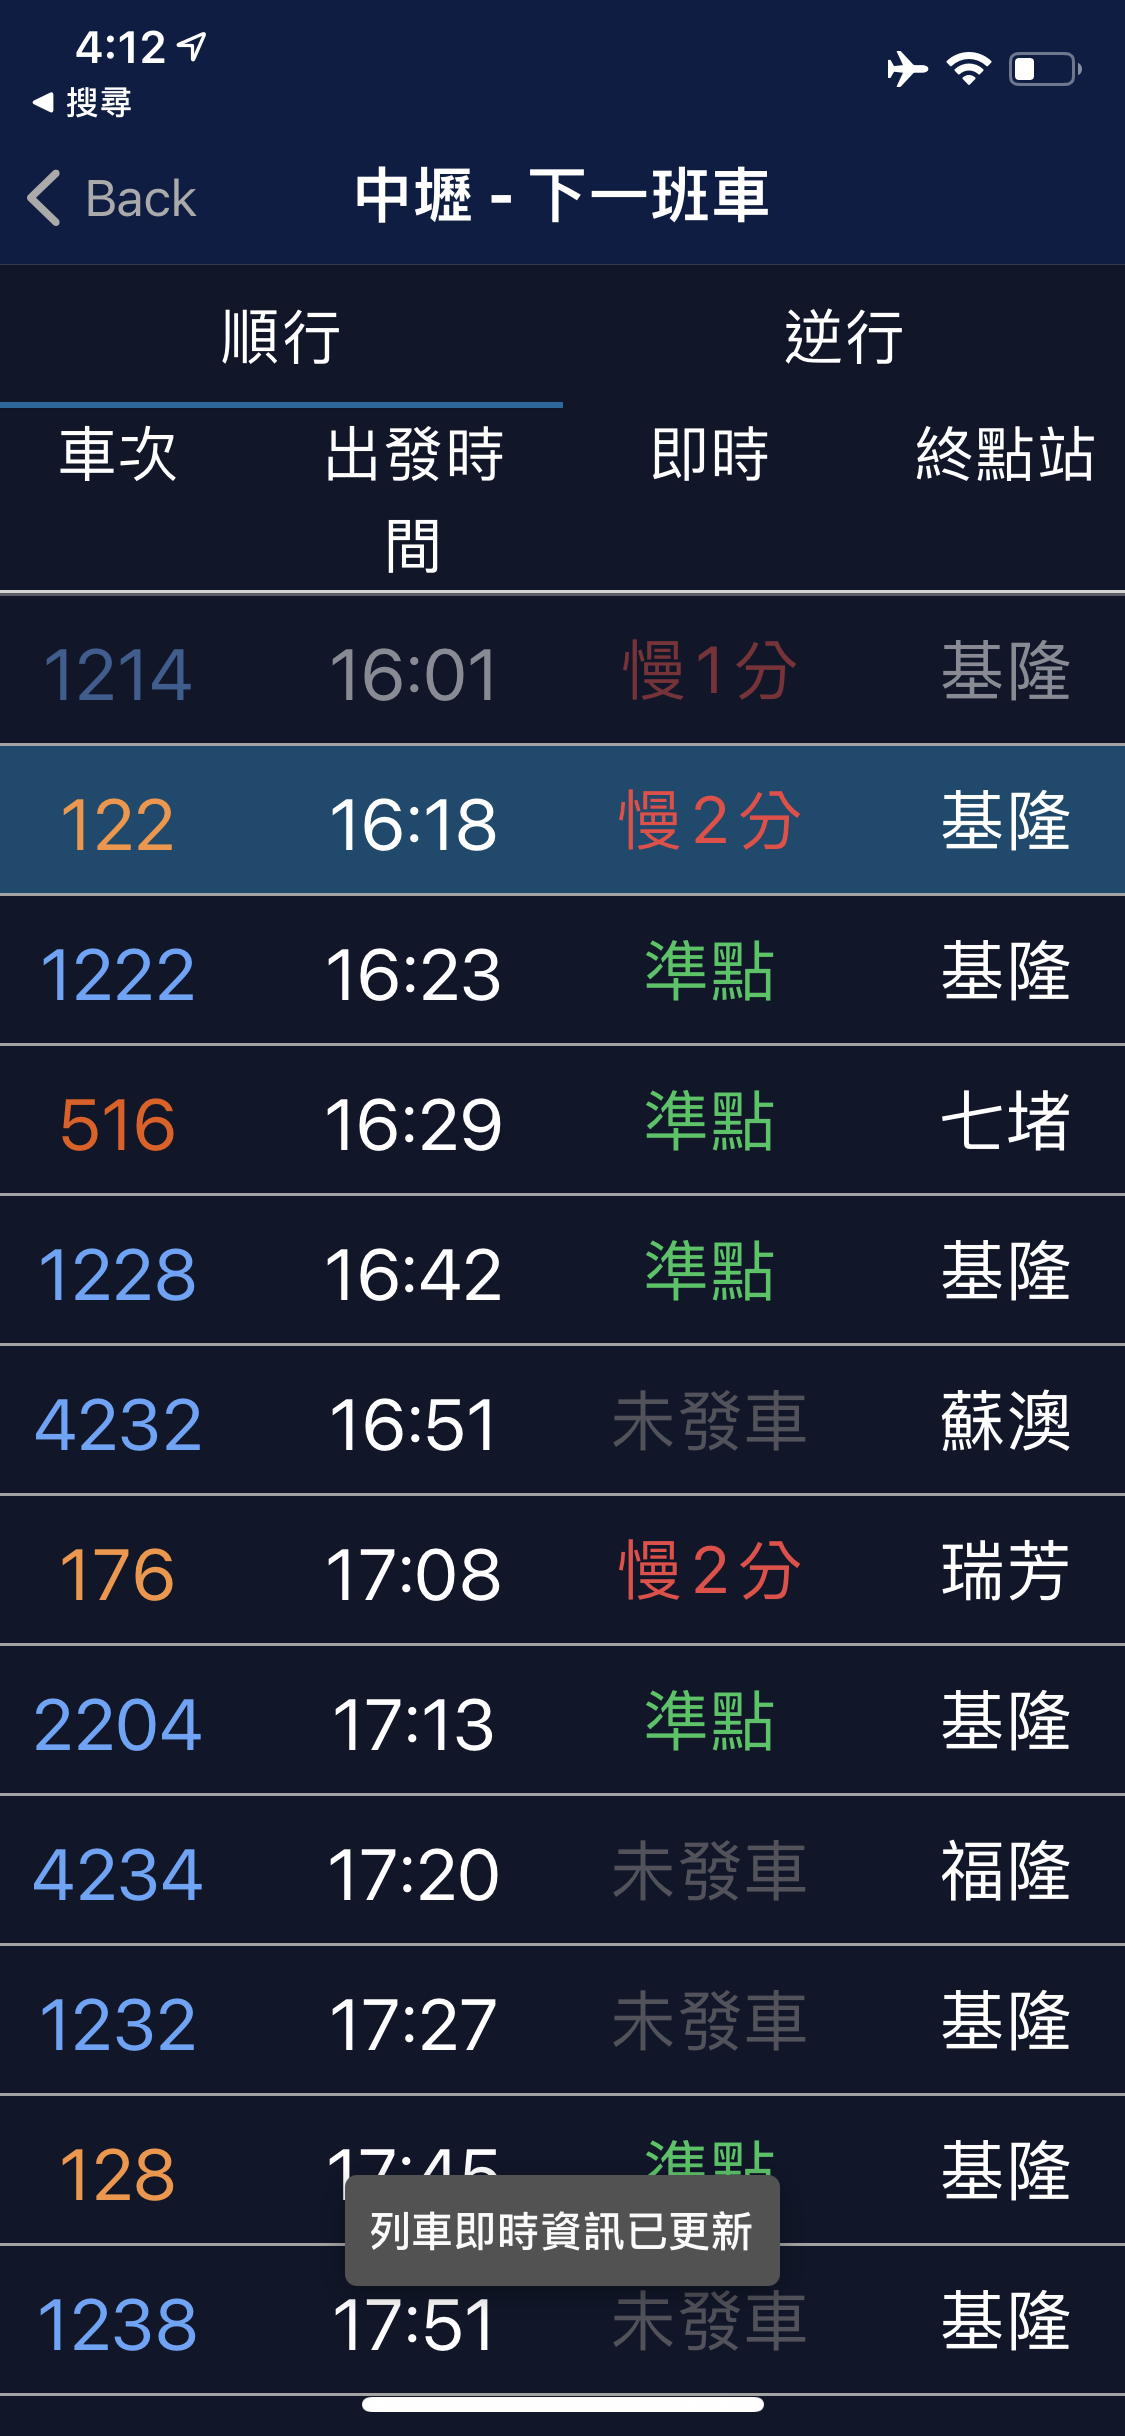 4:12
搜尋
Back
中壢 - 下一班車
順行 逆行
車次 出發時間 即時 終點站
1214 16:01 慢1分 基隆
122 16:18 慢2分 基隆
1222 16:23 準點 基隆
516 16:29 準點 七堵
1228 16:42 準點 基隆
4232 16:51 未發車 蘇澳
176 17:08 慢2分 瑞芳
2204 17:13 準點 基隆
4234 17:20 未發車 福隆
1232 17:27 未發車 基隆
128 17:45 準點 基隆
列車即時資訊已更新
1238 17:51 未發車 基隆